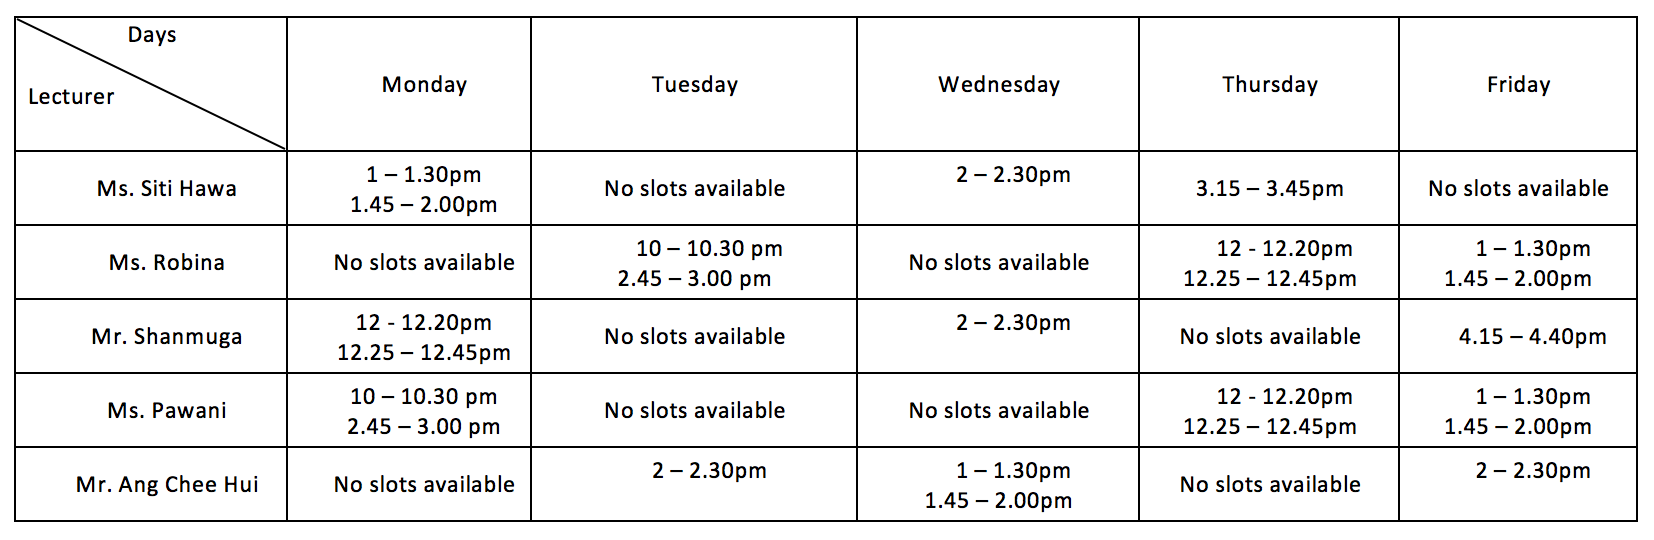 Days
Lecturer
Monday
Tuesday
Wednesday
Thursday
Friday
Ms. Siti Hawa
1 – 1.30pm
1.45 – 2.00pm
No slots available
2 – 2.30pm
3.15 – 3.45pm
No slots available
Ms. Robina
No slots available
10 – 10.30 pm
2.45 – 3.00 pm
No slots available
12 - 12.20pm
12.25 – 12.45pm
1 – 1.30pm
1.45 – 2.00pm
Mr. Shanmuga
12 - 12.20pm
12.25 – 12.45pm
No slots available
2 – 2.30pm
No slots available
4.15 – 4.40pm
Ms. Pawani
10 – 10.30 pm
2.45 – 3.00 pm
No slots available
No slots available
12 - 12.20pm
12.25 – 12.45pm
1 – 1.30pm
1.45 – 2.00pm
Mr. Ang Chee Hui
No slots available
2 – 2.30pm
1 – 1.30pm
1.45 – 2.00pm
No slots available
2 – 2.30pm